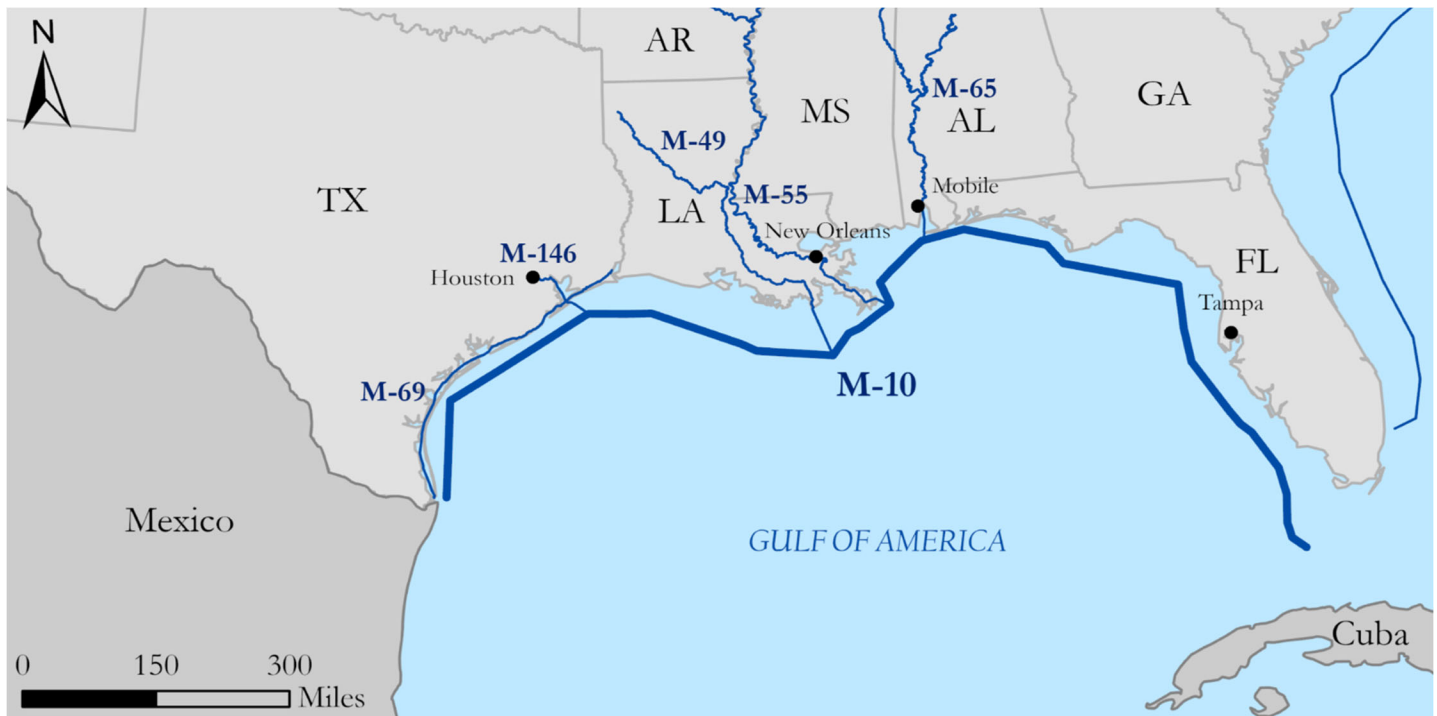 N
AR
M-65
GA
MS
AL
M-49
TX
M-55
Mobile
LA
New Orleans
M-146
FL
Houston
Tampa
M-69
M-10
Mexico
GULF OF AMERICA
Cuba
0 150 300
Miles